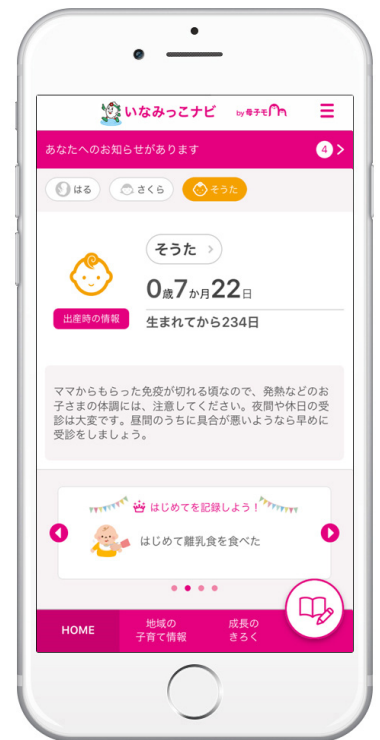 いなみっこナビ by 母子モ
あなたへのお知らせがあります 4
はる さくら そうた
そうた
0歳7か月22日
出産時の情報
生まれてから234日
ママからもらった免疫が切れる頃なので、発熱などのお
子さまの体調には、注意してください。夜間や休日の受
診は大変です。昼間のうちに具合が悪いようなら早めに
受診をしましょう。
はじめてを記録しよう！
はじめて離乳食を食べた
HOME
地域の
子育て情報
成長の
きろく